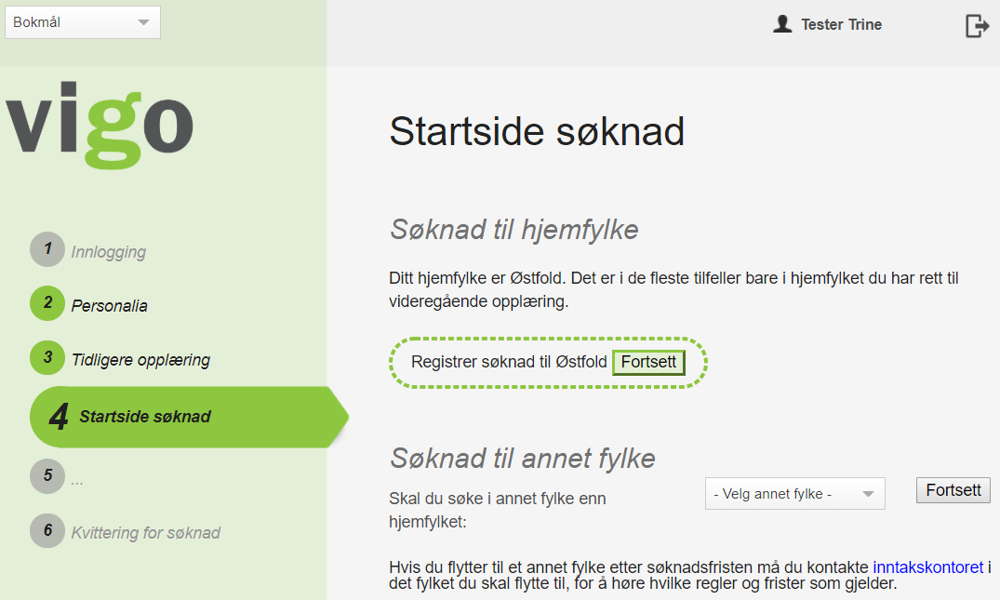 Bokmål
Tester Trine
vigo
1 Innlogging
2 Personalia
3 Tidligere opplæring
4 Startside søknad
5 ...
6 Kvittering for søknad
Startside søknad
Søknad til hjemfylke
Ditt hjemfylke er Østfold. Det er i de fleste tilfeller bare i hjemfylket du har rett til
videregående opplæring.
Registrer søknad til Østfold Fortsett
Søknad til annet fylke
Skal du søke i annet fylke enn
hjemfylket:
- Velg annet fylke -
Fortsett
Hvis du flytter til et annet fylke etter søknadsfristen må du kontakte inntakskontoret i
det fylket du skal flytte til, for å høre hvilke regler og frister som gjelder.